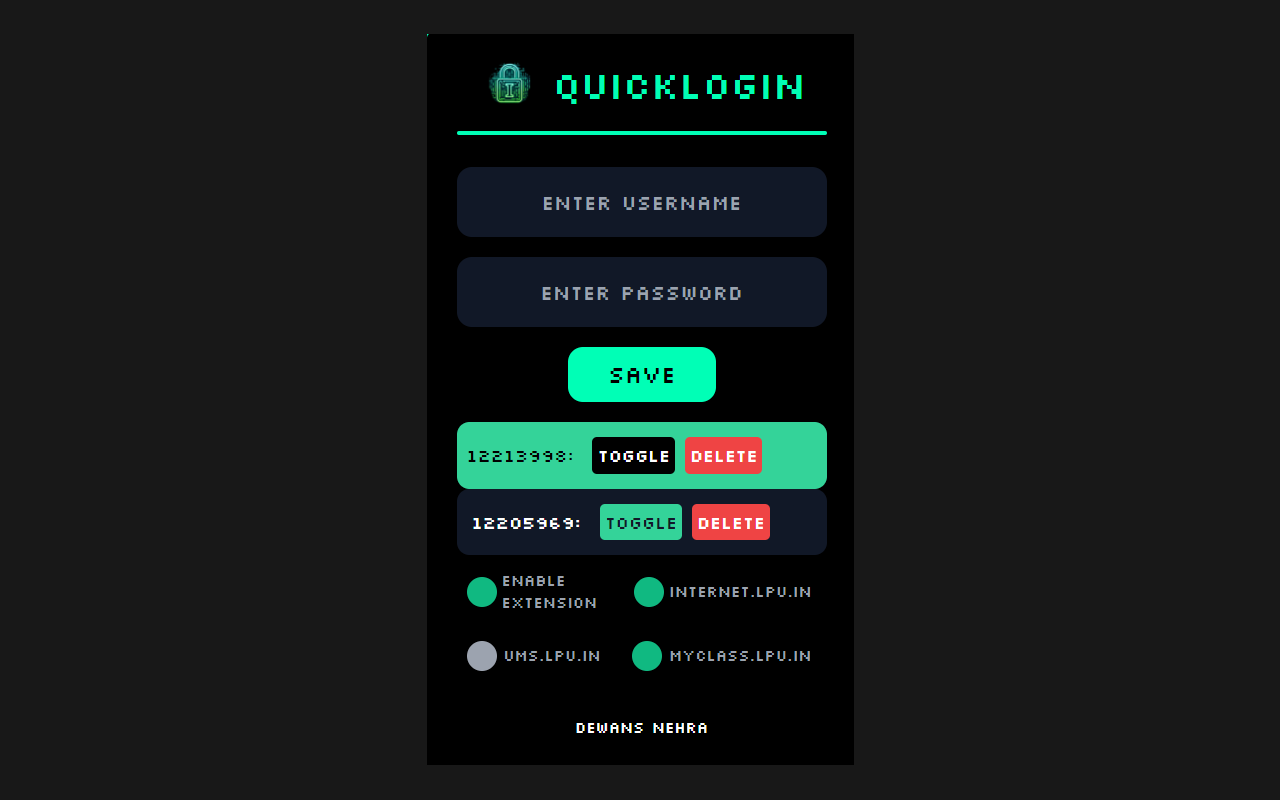 QUICKLOGIN
ENTER USERNAME
ENTER PASSWORD
SAVE
12213998: TOGGLE DELETE
12205969: TOGGLE DELETE
ENABLE
EXTENSION
INTERNET.LPU.IN
UMS.LPU.IN
MYCLASS.LPU.IN
DEWANS NEHRA